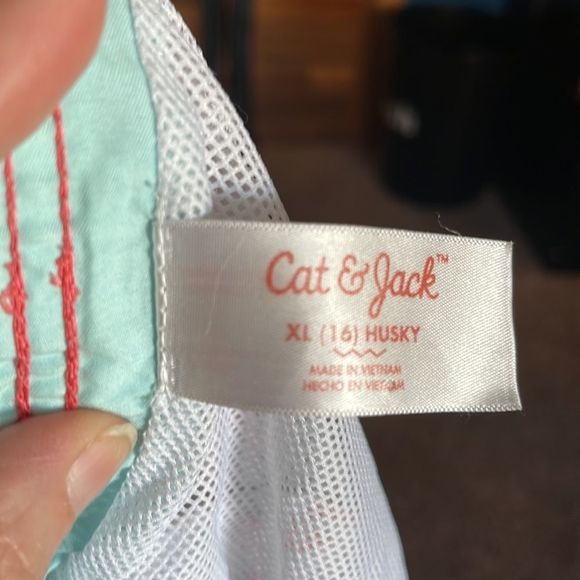 Cat & Jack™
XL (16) HUSKY
MADE IN VIETNAM
HECHO EN VIETNAM